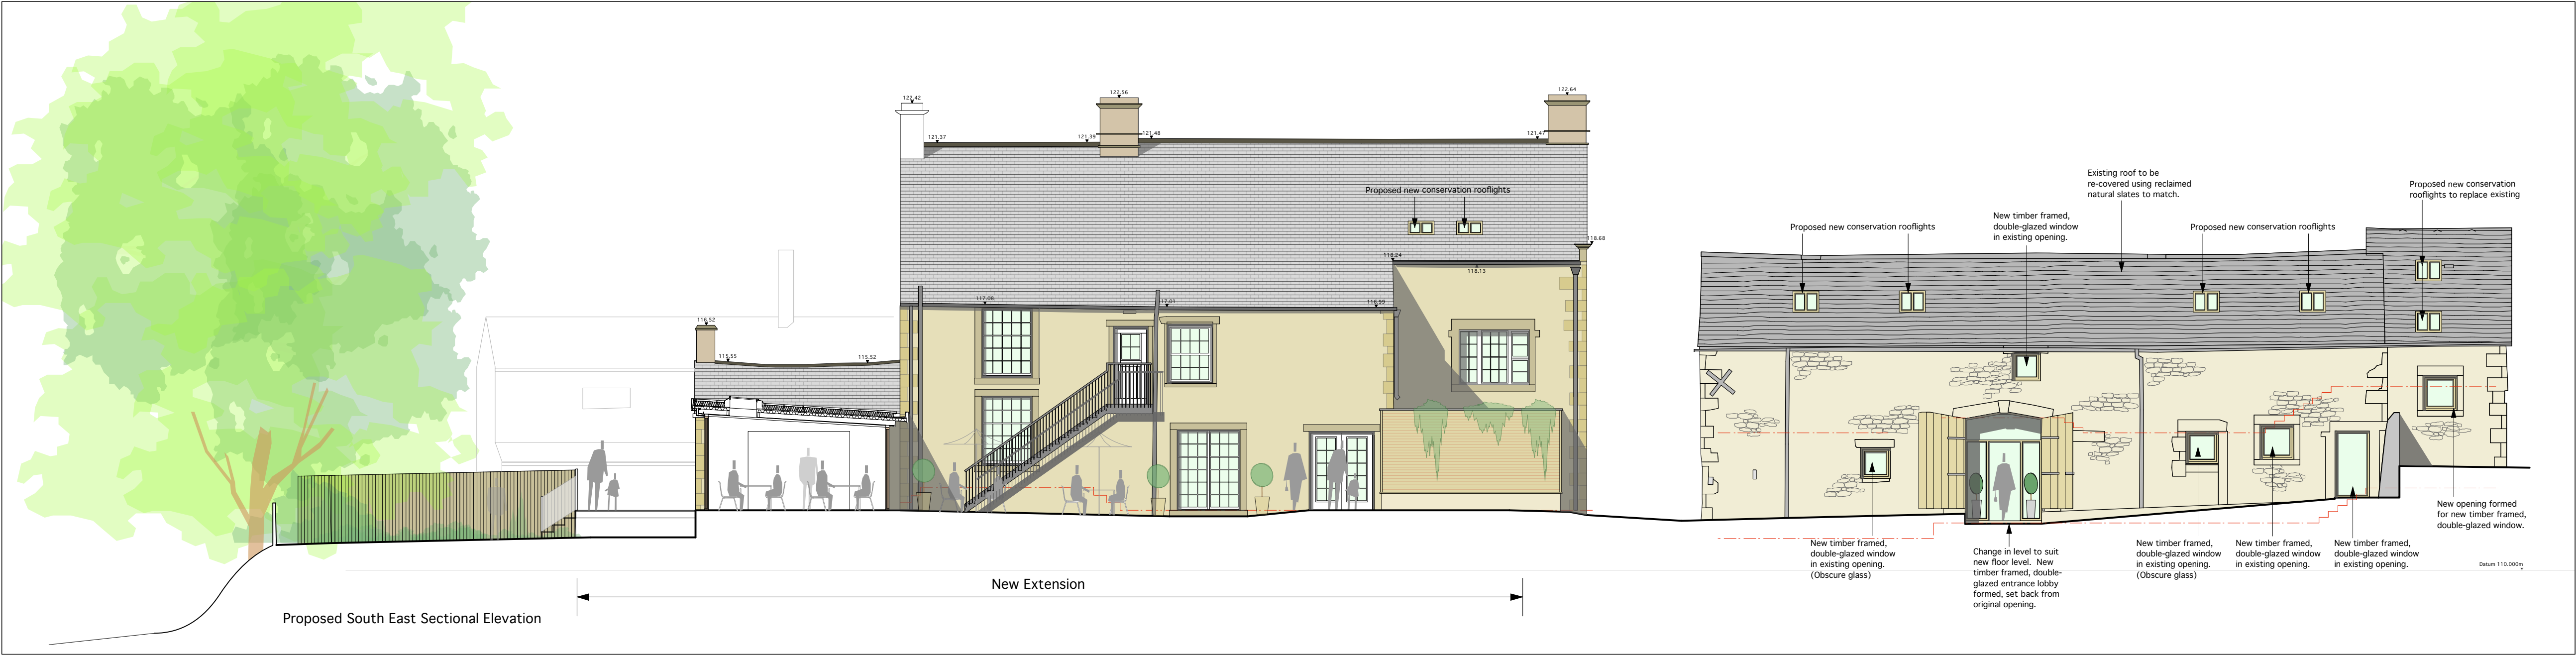 122.42
122.56
122.64
121.37
121.39
121.48
121.47
Proposed new conservation rooflights
118.68
118.24
118.13
117.08
17.01
116.99
116.52
115.55
115.52
Existing roof to be
re-covered using reclaimed
natural slates to match.
Proposed new conservation
rooflights to replace existing
New timber framed,
double-glazed window
in existing opening.
Proposed new conservation rooflights
Proposed new conservation rooflights
New opening formed
for new timber framed,
double-glazed window.
New timber framed,
double-glazed window
in existing opening.
(Obscure glass)
Change in level to suit
new floor level. New
timber framed, double-
glazed entrance lobby
formed, set back from
original opening.
New timber framed,
double-glazed window
in existing opening.
(Obscure glass)
New timber framed,
double-glazed window
in existing opening.
New timber framed,
double-glazed window
in existing opening.
Datum 110.000m
New Extension
Proposed South East Sectional Elevation